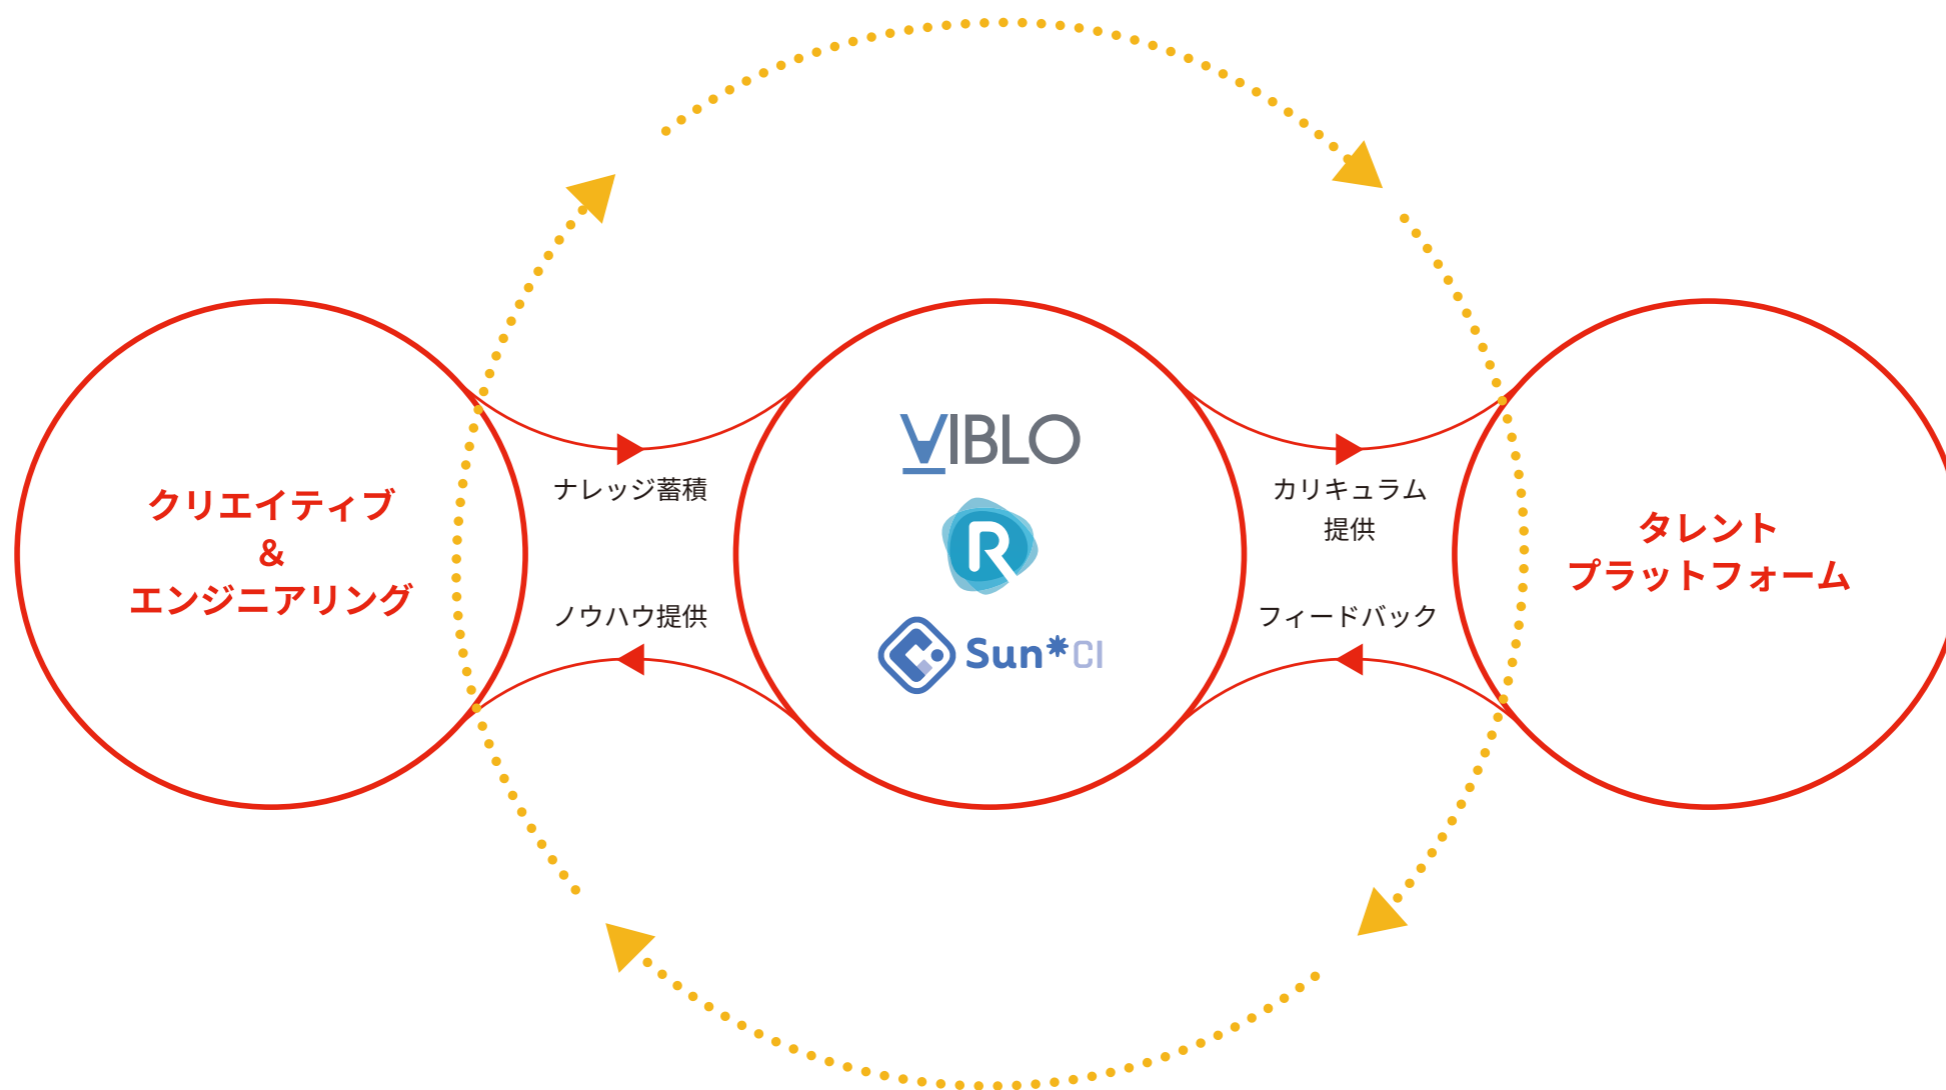 クリエイティブ
&
エンジニアリング
ナレッジ蓄積
ノウハウ提供
VIBLO
R
Sun*CI
カリキュラム
提供
フィードバック
タレント
プラットフォーム